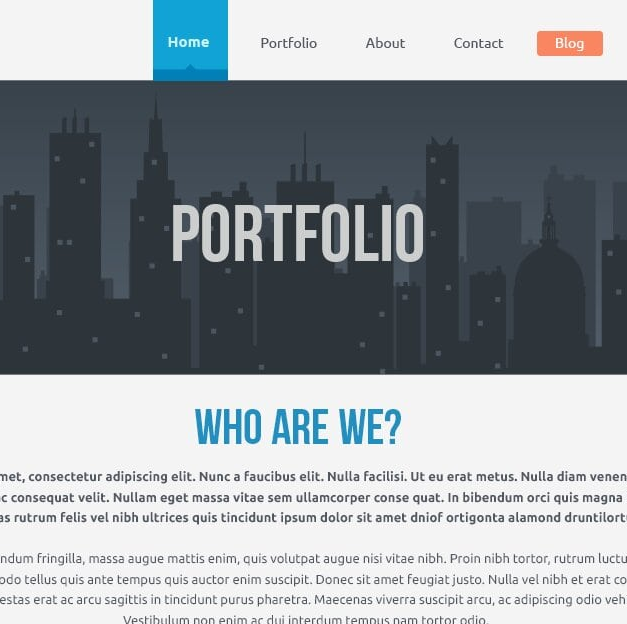 Home Portfolio About Contact Blog
PORTFOLIO
WHO ARE WE?
met, consectetur adipiscing elit. Nunc a faucibus elit. Nulla facilisi. Ut eu erat metus. Nulla diam venen
c consequat velit. Nullam eget massa vitae sem ullamcorper conse quat. In bibendum orci quis magna
as rutrum felis vel nibh ultrices quis tincidunt ipsum dolor sit amet dniof ortigonta alamond druntilort
ndum fringilla, massa augue mattis enim, quis volutpat augue nisi vitae nibh. Proin nibh tortor, rutrum luctu
odo tellus quis ante tempus quis auctor enim suscipit. Donec sit amet feugiat justo. Nulla vel nibh et erat co
estas erat ac arcu sagittis in tincidunt purus pharetra. Maecenas viverra suscipit arcu, ac adipiscing odio veh
Vestibulum non enim ac dui interdum tempus nam tortor odio.